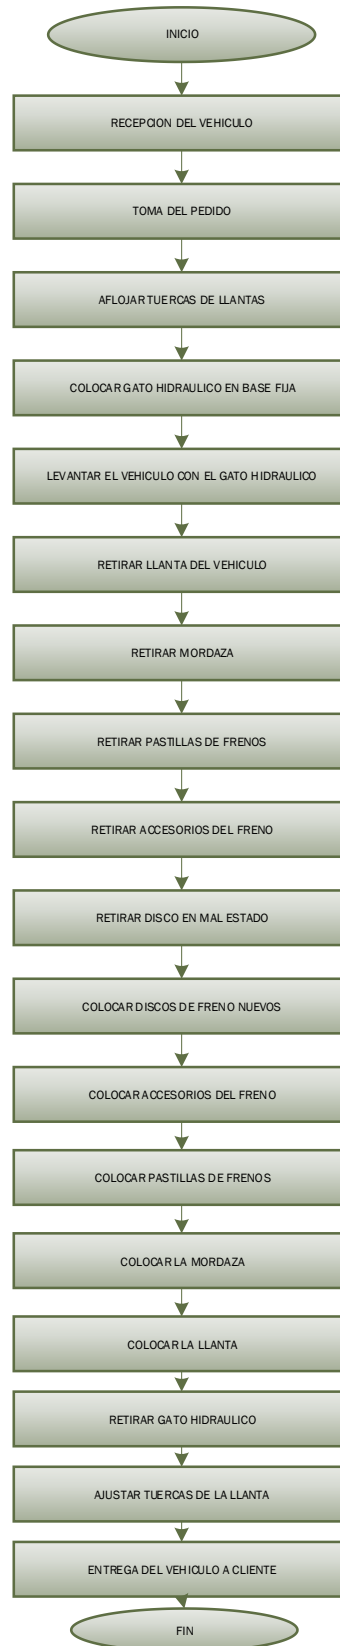 INICIO
RECEPCION DEL VEHICULO
TOMA DEL PEDIDO
AFLOJAR TUERCAS DE LLANTAS
COLOCAR GATO HIDRAULICO EN BASE FIJA
LEVANTAR EL VEHICULO CON EL GATO HIDRAULICO
RETIRAR LLANTA DEL VEHICULO
RETIRAR MORDAZA
RETIRAR PASTILLAS DE FRENOS
RETIRAR ACCESORIOS DEL FRENO
RETIRAR DISCO EN MAL ESTADO
COLOCAR DISCOS DE FRENO NUEVOS
COLOCAR ACCESORIOS DEL FRENO
COLOCAR PASTILLAS DE FRENOS
COLOCAR LA MORDAZA
COLOCAR LA LLANTA
RETIRAR GATO HIDRAULICO
AJUSTAR TUERCAS DE LA LLANTA
ENTREGA DEL VEHICULO A CLIENTE
FIN